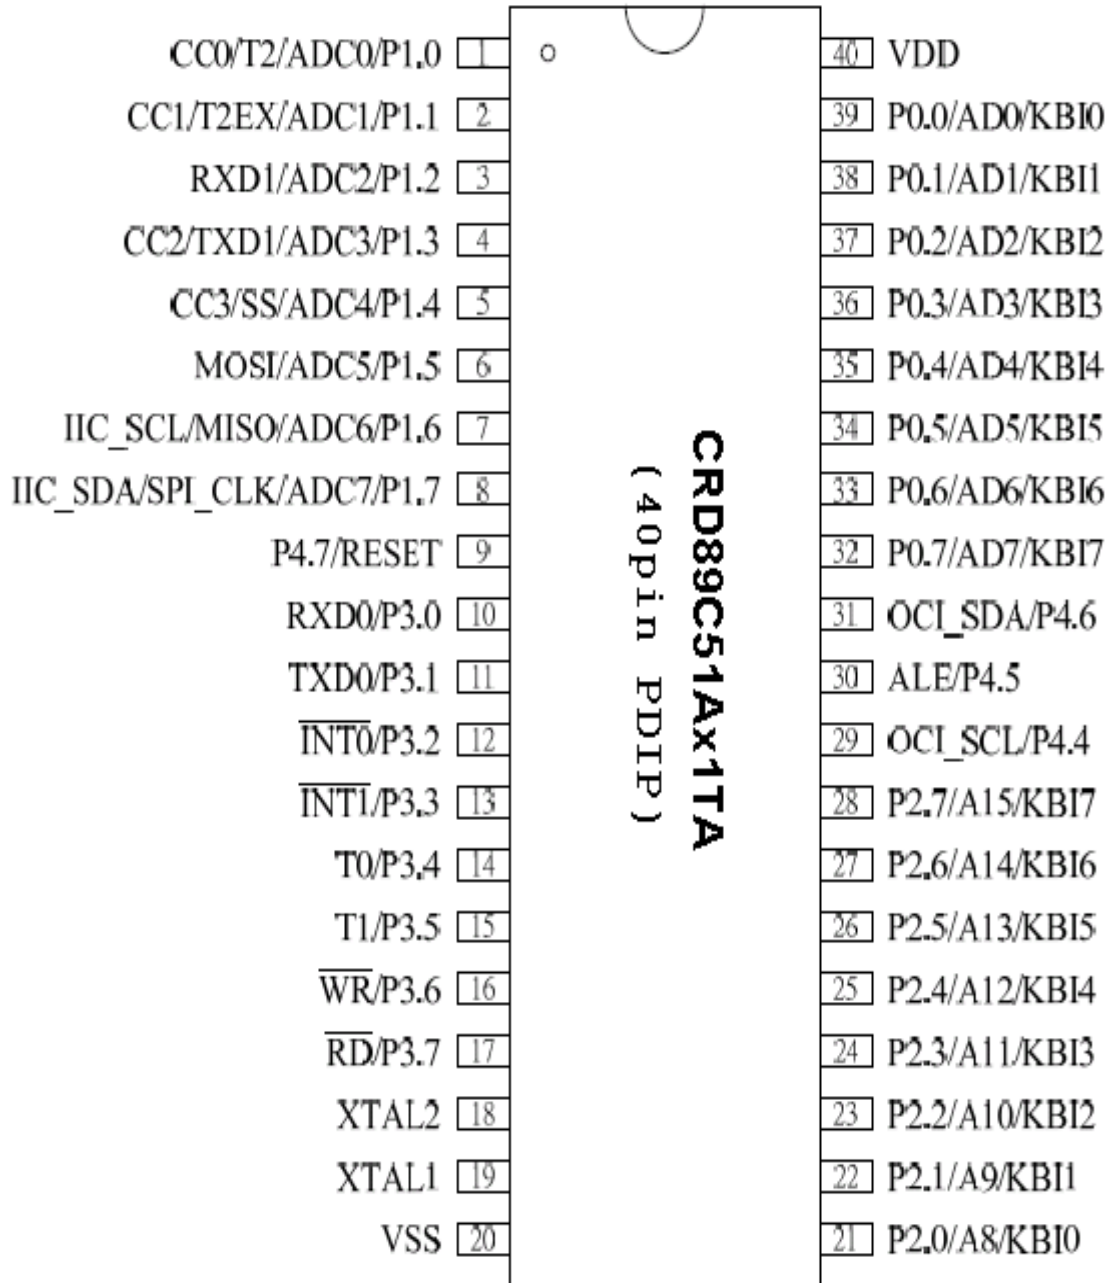 CC0/T2/ADC0/P1.0 1 40 VDD
CC1/T2EX/ADC1/P1.1 2 39 P0.0/AD0/KBI0
RXD1/ADC2/P1.2 3 38 P0.1/AD1/KBI1
CC2/TXD1/ADC3/P1.3 4 37 P0.2/AD2/KBI2
CC3/SS/ADC4/P1.4 5 36 P0.3/AD3/KBI3
MOSI/ADC5/P1.5 6 35 P0.4/AD4/KBI4
IIC_SCL/MISO/ADC6/P1.6 7 34 P0.5/AD5/KBI5
IIC_SDA/SPI_CLK/ADC7/P1.7 8 33 P0.6/AD6/KBI6
P4.7/RESET 9 32 P0.7/AD7/KBI7
RXD0/P3.0 10 31 OCI_SDA/P4.6
TXD0/P3.1 11 30 ALE/P4.5
INT0/P3.2 12 29 OCI_SCL/P4.4
INT1/P3.3 13 28 P2.7/A15/KBI7
T0/P3.4 14 27 P2.6/A14/KBI6
T1/P3.5 15 26 P2.5/A13/KBI5
WR/P3.6 16 25 P2.4/A12/KBI4
RD/P3.7 17 24 P2.3/A11/KBI3
XTAL2 18 23 P2.2/A10/KBI2
XTAL1 19 22 P2.1/A9/KBI1
VSS 20 21 P2.0/A8/KBI0
CRD89C51Ax1TA
(40pin PDIP)